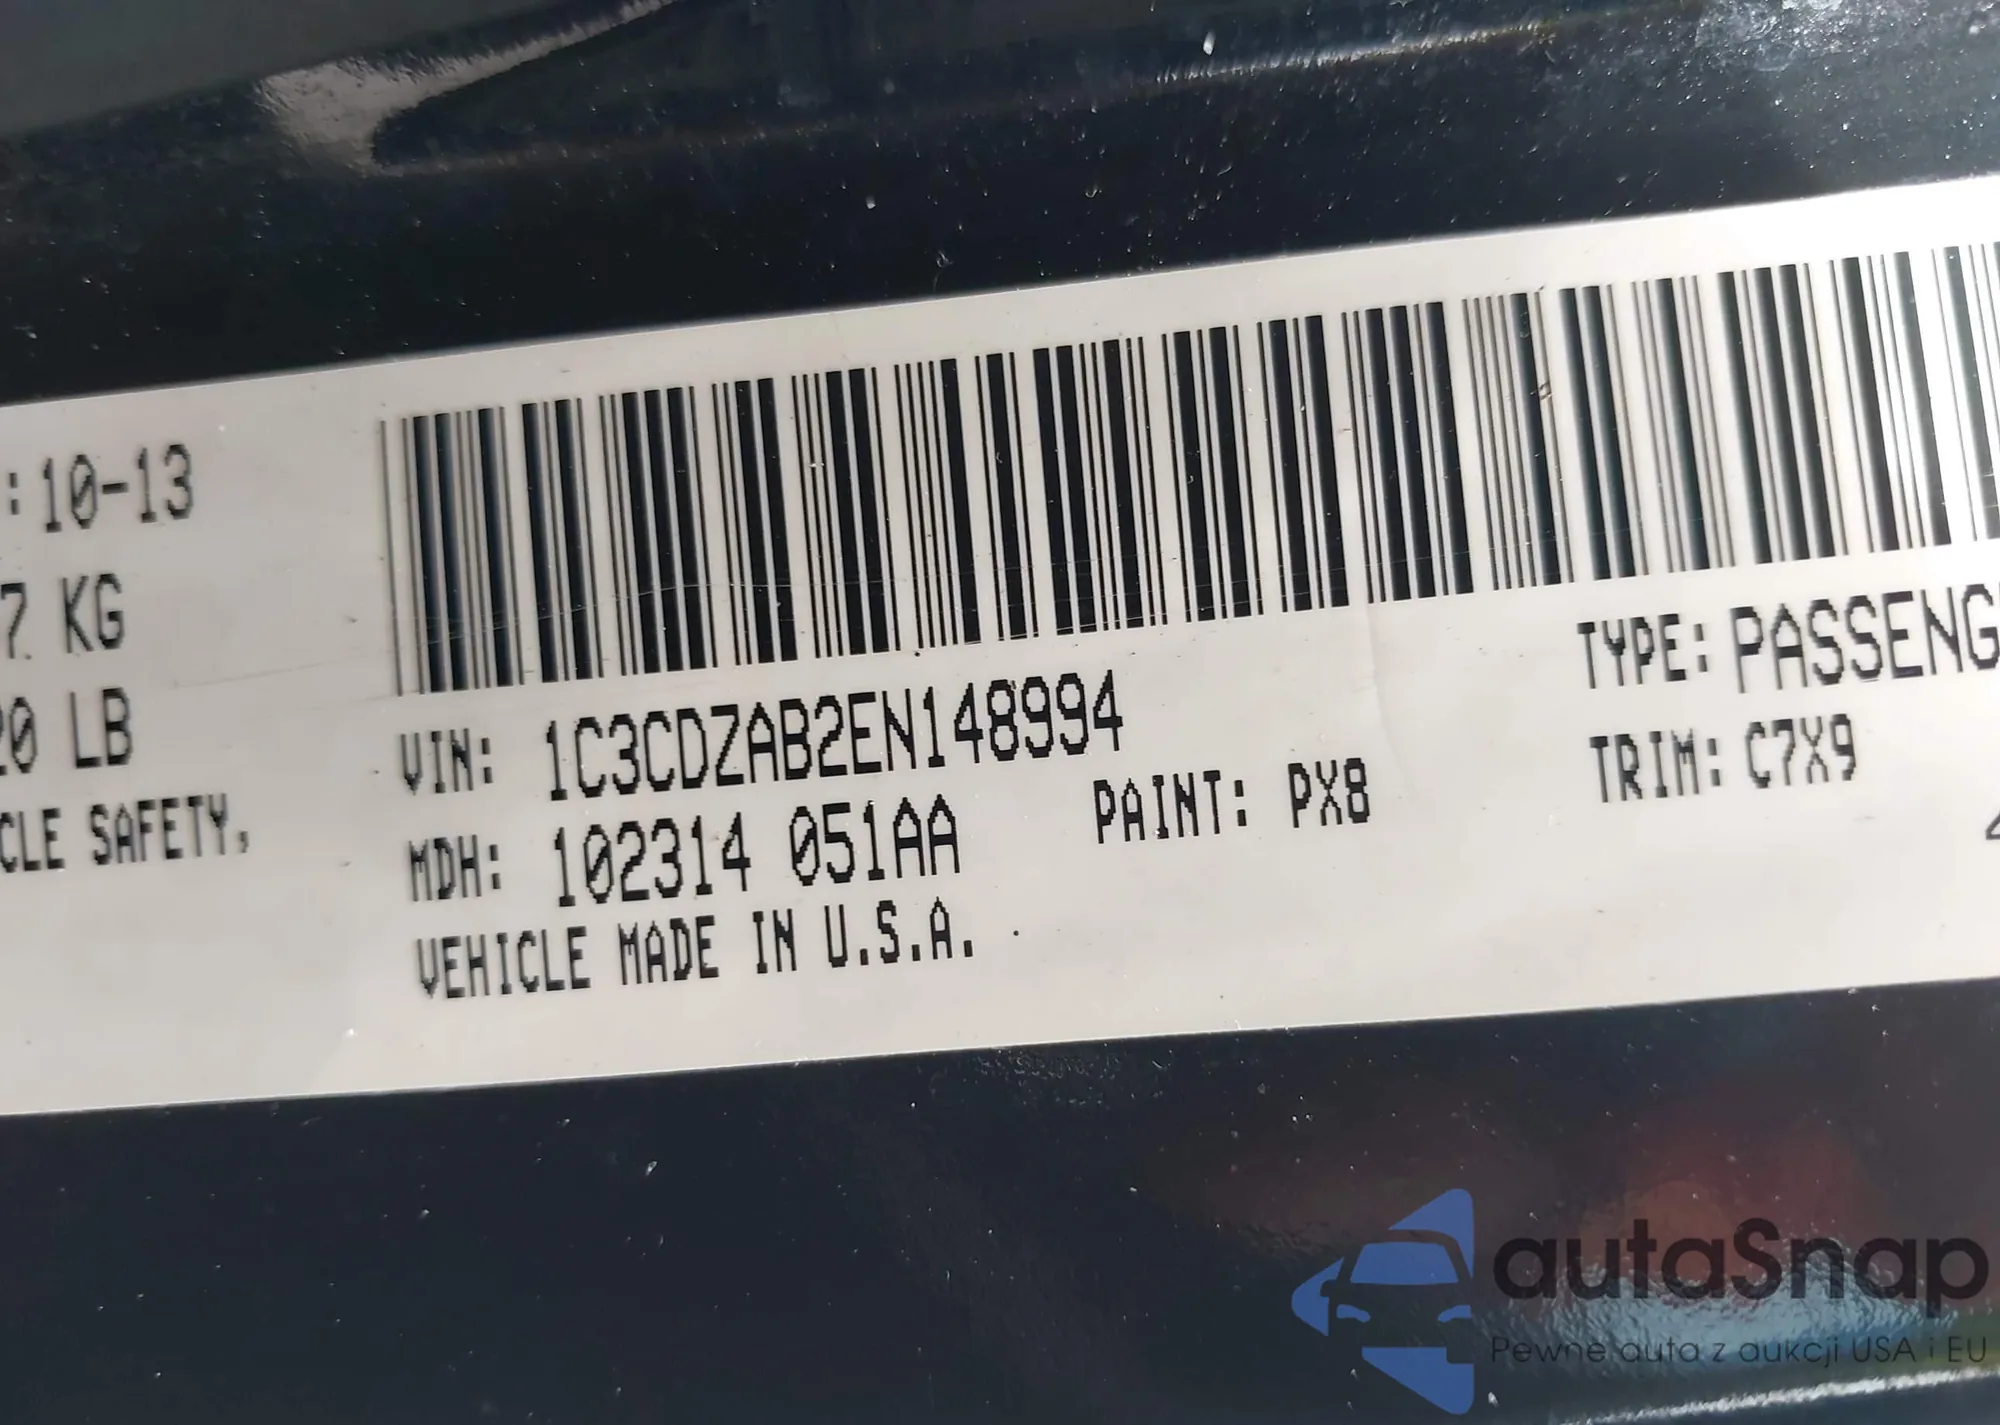 : 10-13
7 KG
20 LB
CLE SAFETY,
VIN: 1C3CDZAB2EN148994
MDH: 102314 051AA
PAINT: PX8
VEHICLE MADE IN U.S.A.
TYPE: PASSENG
TRIM: C7X9
autaSnap
Pewne auta z aukcji USA i EU